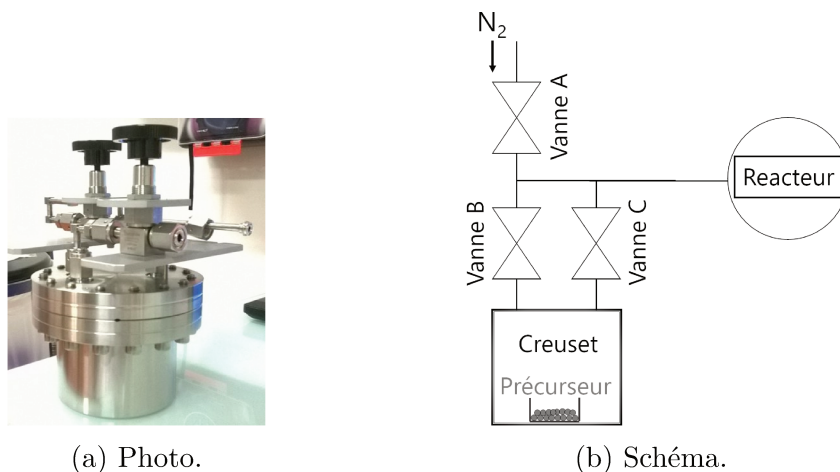 N₂
Vanne A
Reacteur
Vanne B
Vanne C
Creuset
Précurseur
(a) Photo.
(b) Schéma.